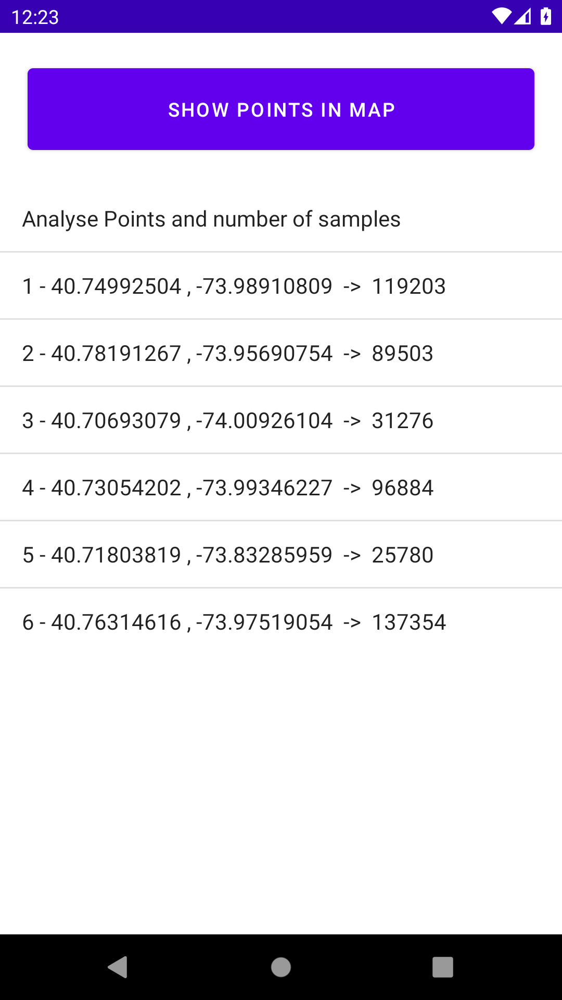 12:23
SHOW POINTS IN MAP
Analyse Points and number of samples
1 - 40.74992504 , -73.98910809  ->  119203
2 - 40.78191267 , -73.95690754  ->  89503
3 - 40.70693079 , -74.00926104  ->  31276
4 - 40.73054202 , -73.99346227  ->  96884
5 - 40.71803819 , -73.83285959  ->  25780
6 - 40.76314616 , -73.97519054  ->  137354